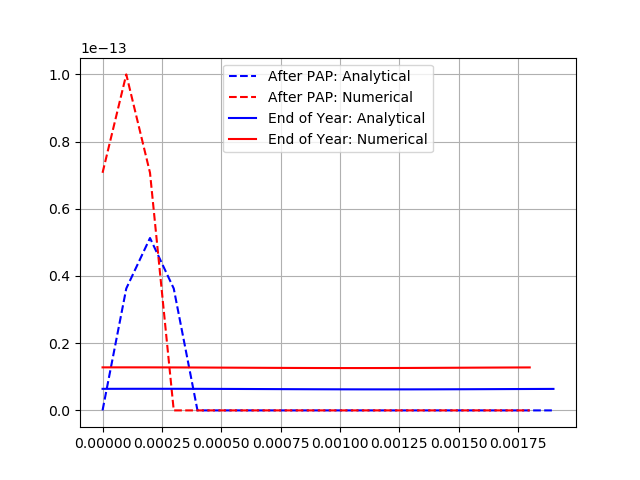 1e−13
1.0
0.8
0.6
0.4
0.2
0.0
After PAP: Analytical
After PAP: Numerical
End of Year: Analytical
End of Year: Numerical
0.00000 0.00025 0.00050 0.00075 0.00100 0.00125 0.00150 0.00175